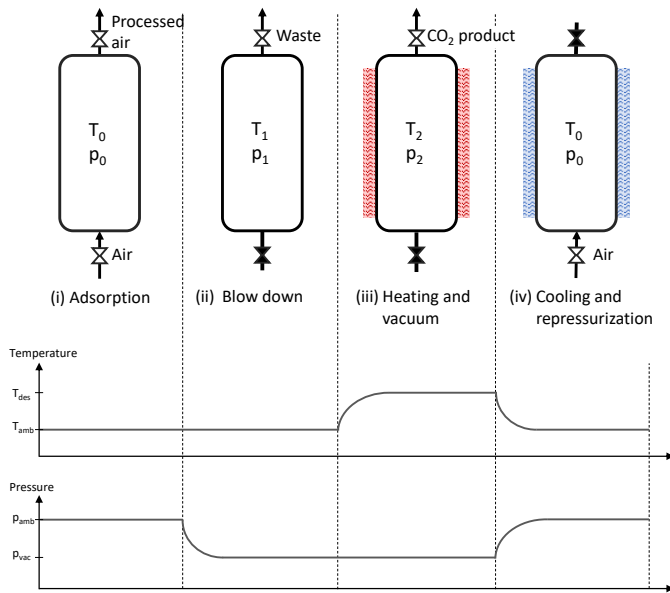 Processed
air
T₀
p₀
Air
(i) Adsorption
Waste
T₁
p₁
(ii) Blow down
CO₂ product
T₂
p₂
(iii) Heating and
vacuum
T₀
p₀
Air
(iv) Cooling and
repressurization
Temperature
T_des
T_amb
Pressure
p_amb
p_vac